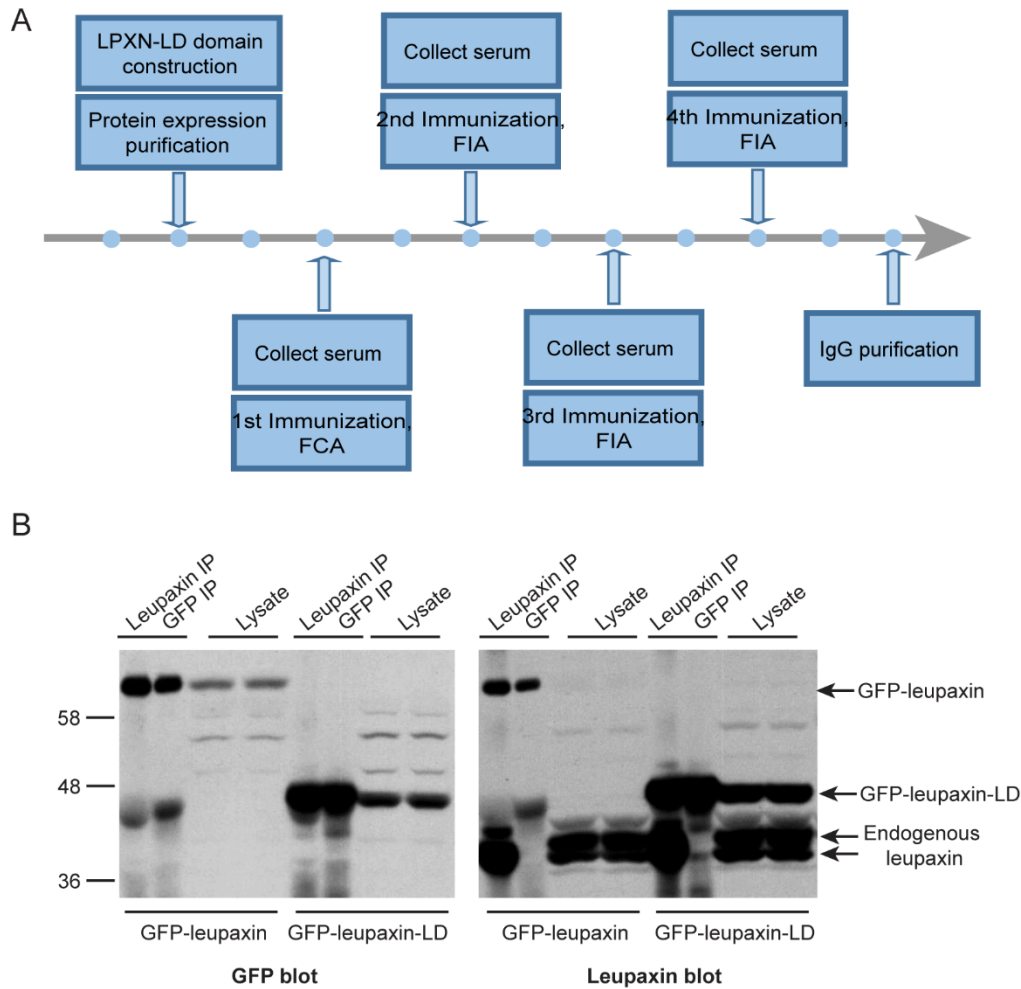 A
LPXN-LD domain
construction
Protein expression
purification
Collect serum
2nd Immunization,
FIA
Collect serum
4th Immunization,
FIA
Collect serum
1st Immunization,
FCA
Collect serum
3rd Immunization,
FIA
IgG purification
B
Leupaxin IP
GFP IP
Lysate
Leupaxin IP
GFP IP
Lysate
Leupaxin IP
GFP IP
Lysate
Leupaxin IP
GFP IP
Lysate
58
48
36
GFP-leupaxin
GFP-leupaxin-LD
Endogenous
leupaxin
GFP-leupaxin
GFP-leupaxin-LD
GFP-leupaxin
GFP-leupaxin-LD
GFP blot
Leupaxin blot